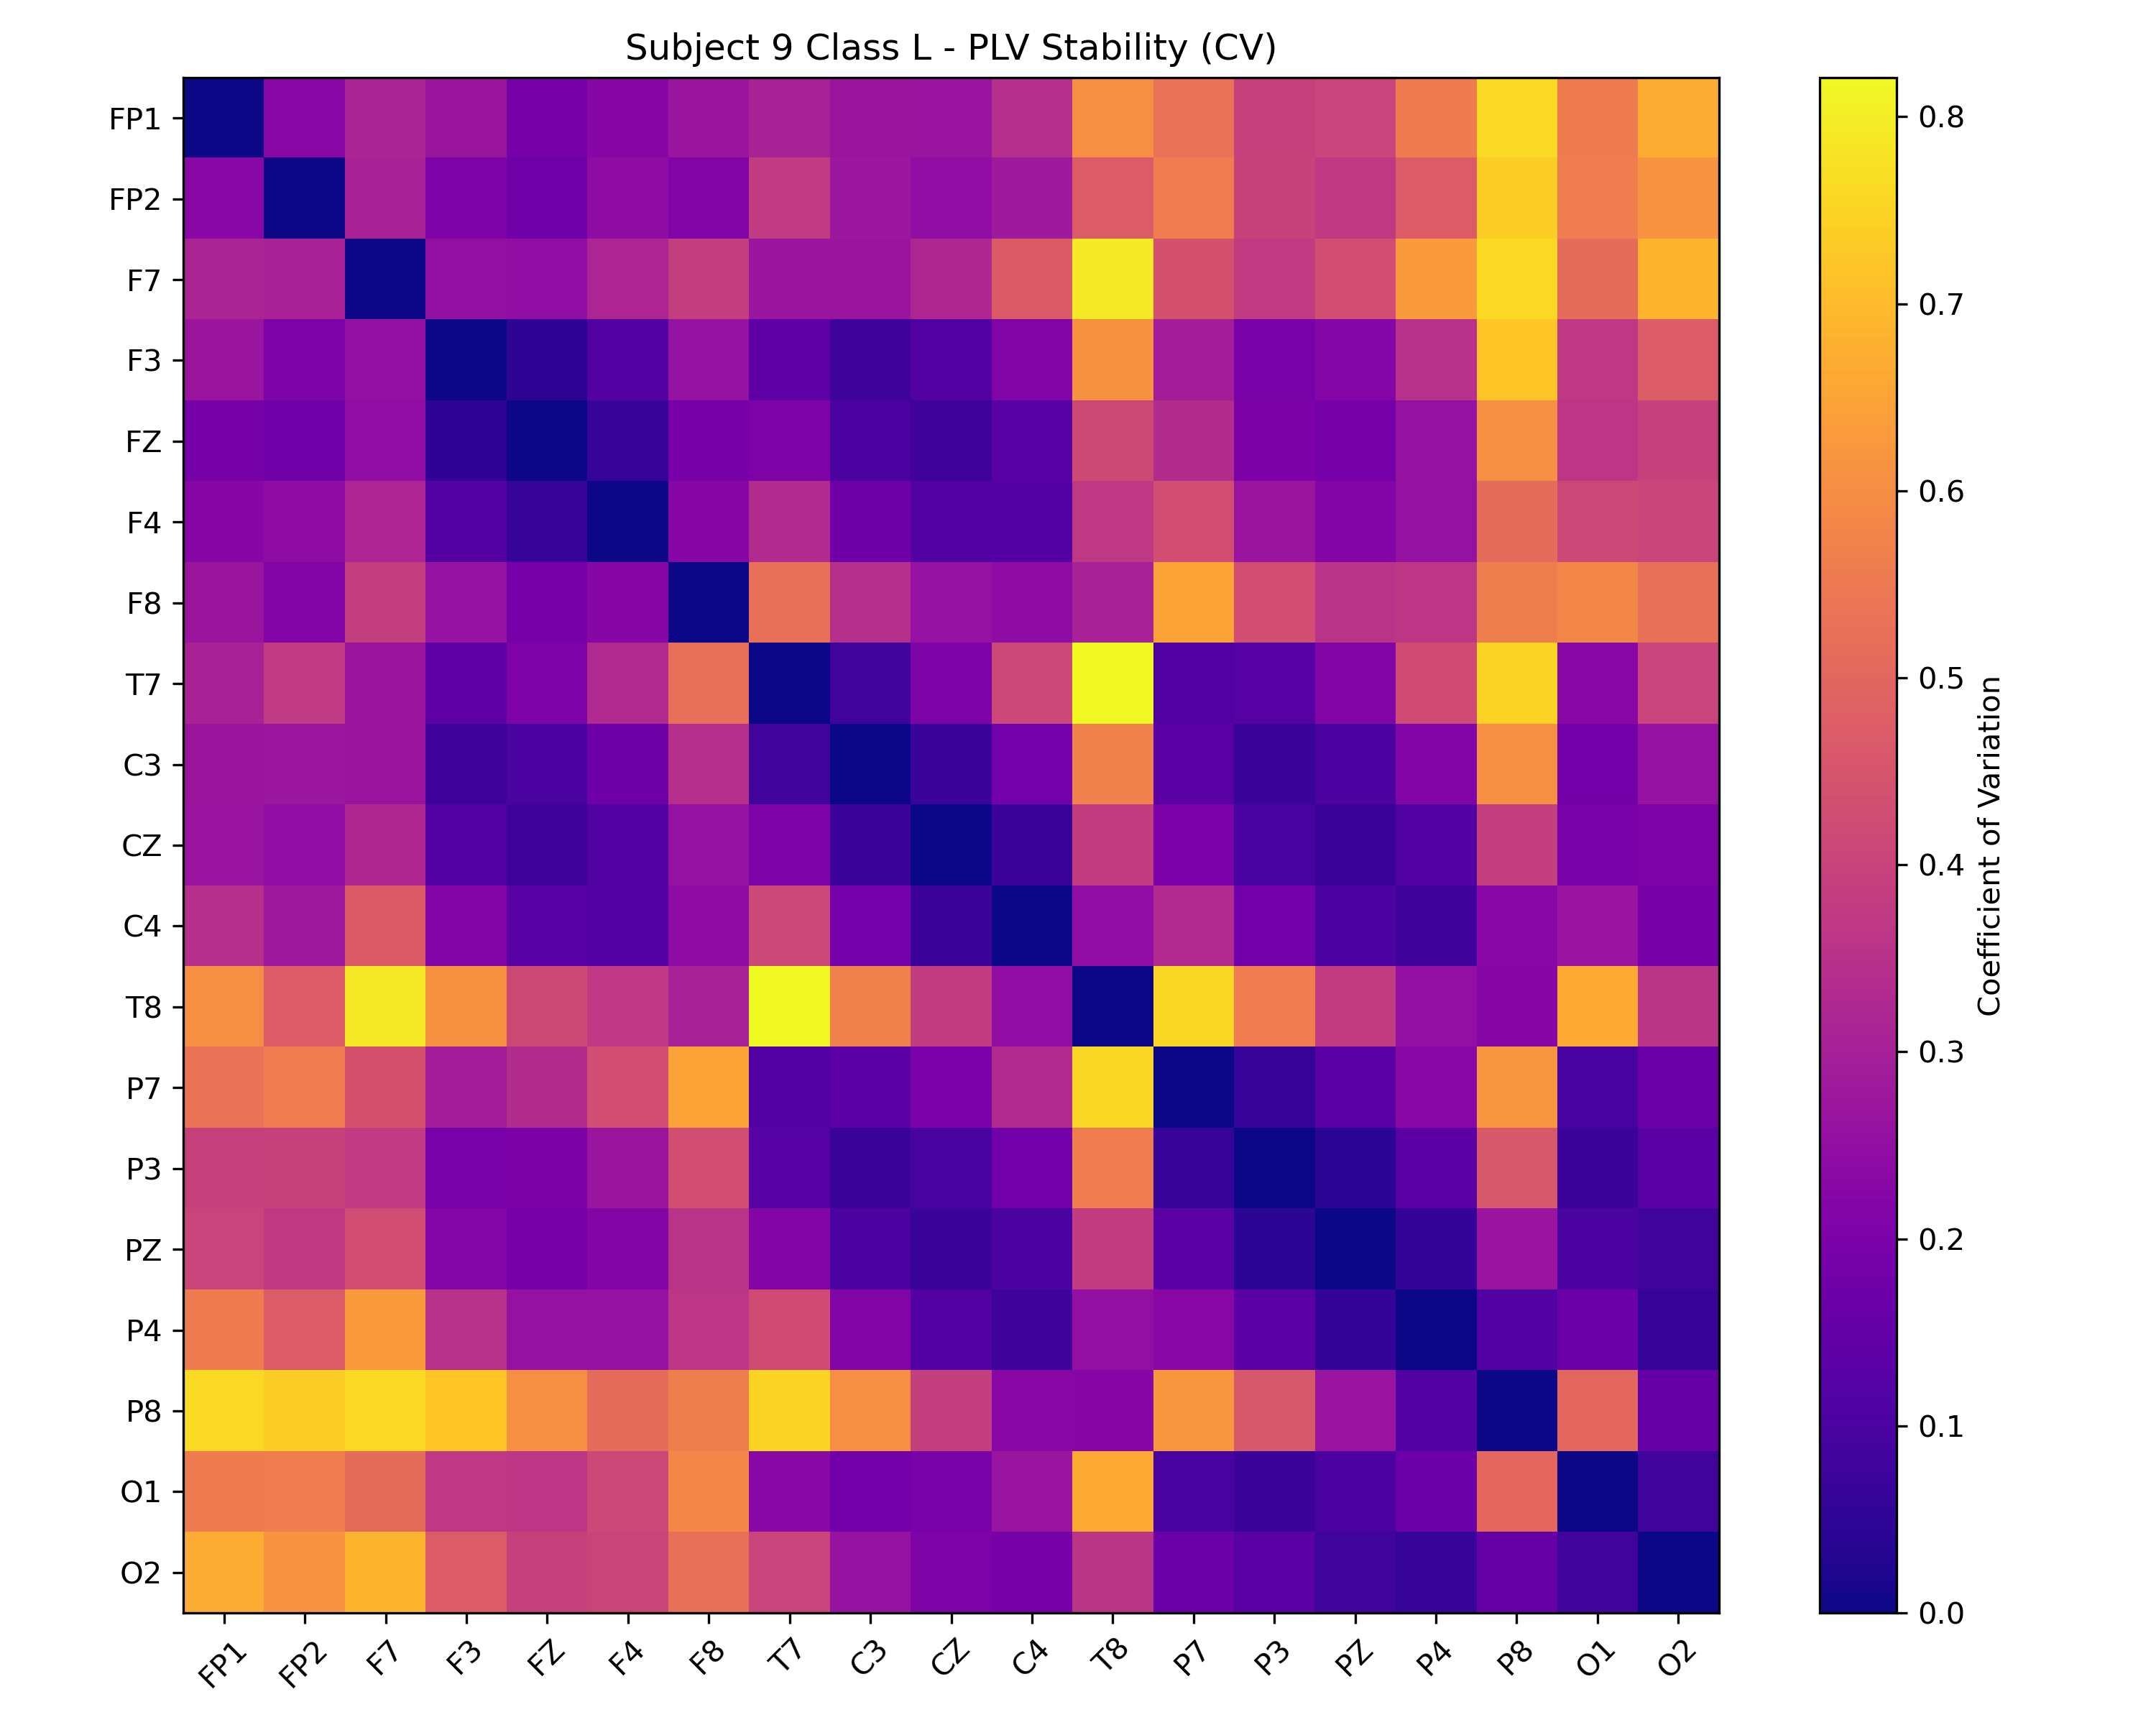 Subject 9 Class L - PLV Stability (CV)
FP1
FP2
F7
F3
FZ
F4
F8
T7
C3
CZ
C4
T8
P7
P3
PZ
P4
P8
O1
O2
FP1 FP2 F7 F3 FZ F4 F8 T7 C3 CZ C4 T8 P7 P3 PZ P4 P8 O1 O2
0.8
0.7
0.6
0.5
0.4
0.3
0.2
0.1
0.0
Coefficient of Variation